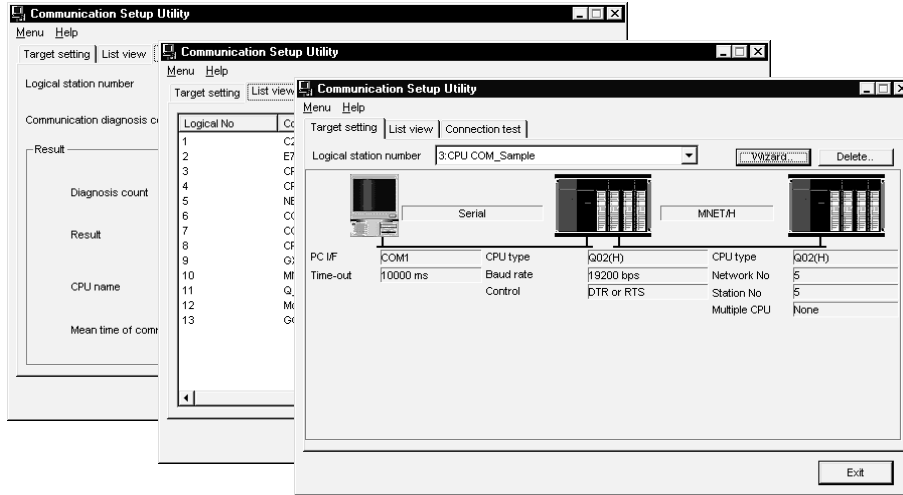 Communication Setup Utility
Menu Help
Target setting List view
Logical station number
Communication diagnosis
Result
Diagnosis count
Result
CPU name
Mean time of
Communication Setup Utility
Menu Help
Target setting List view
Logical No
1
2
3
4
5
6
7
8
9
10
11
12
13
Communication Setup Utility
Menu Help
Target setting List view Connection test
Logical station number 3:CPU COM_Sample Wizard.. Delete..
Serial MNET/H
PC I/F COM1 CPU type Q02(H) CPU type Q02(H)
Time-out 10000 ms Baud rate 19200 bps Network No 5
Control DTR or RTS Station No 5
Multiple CPU None
Exit